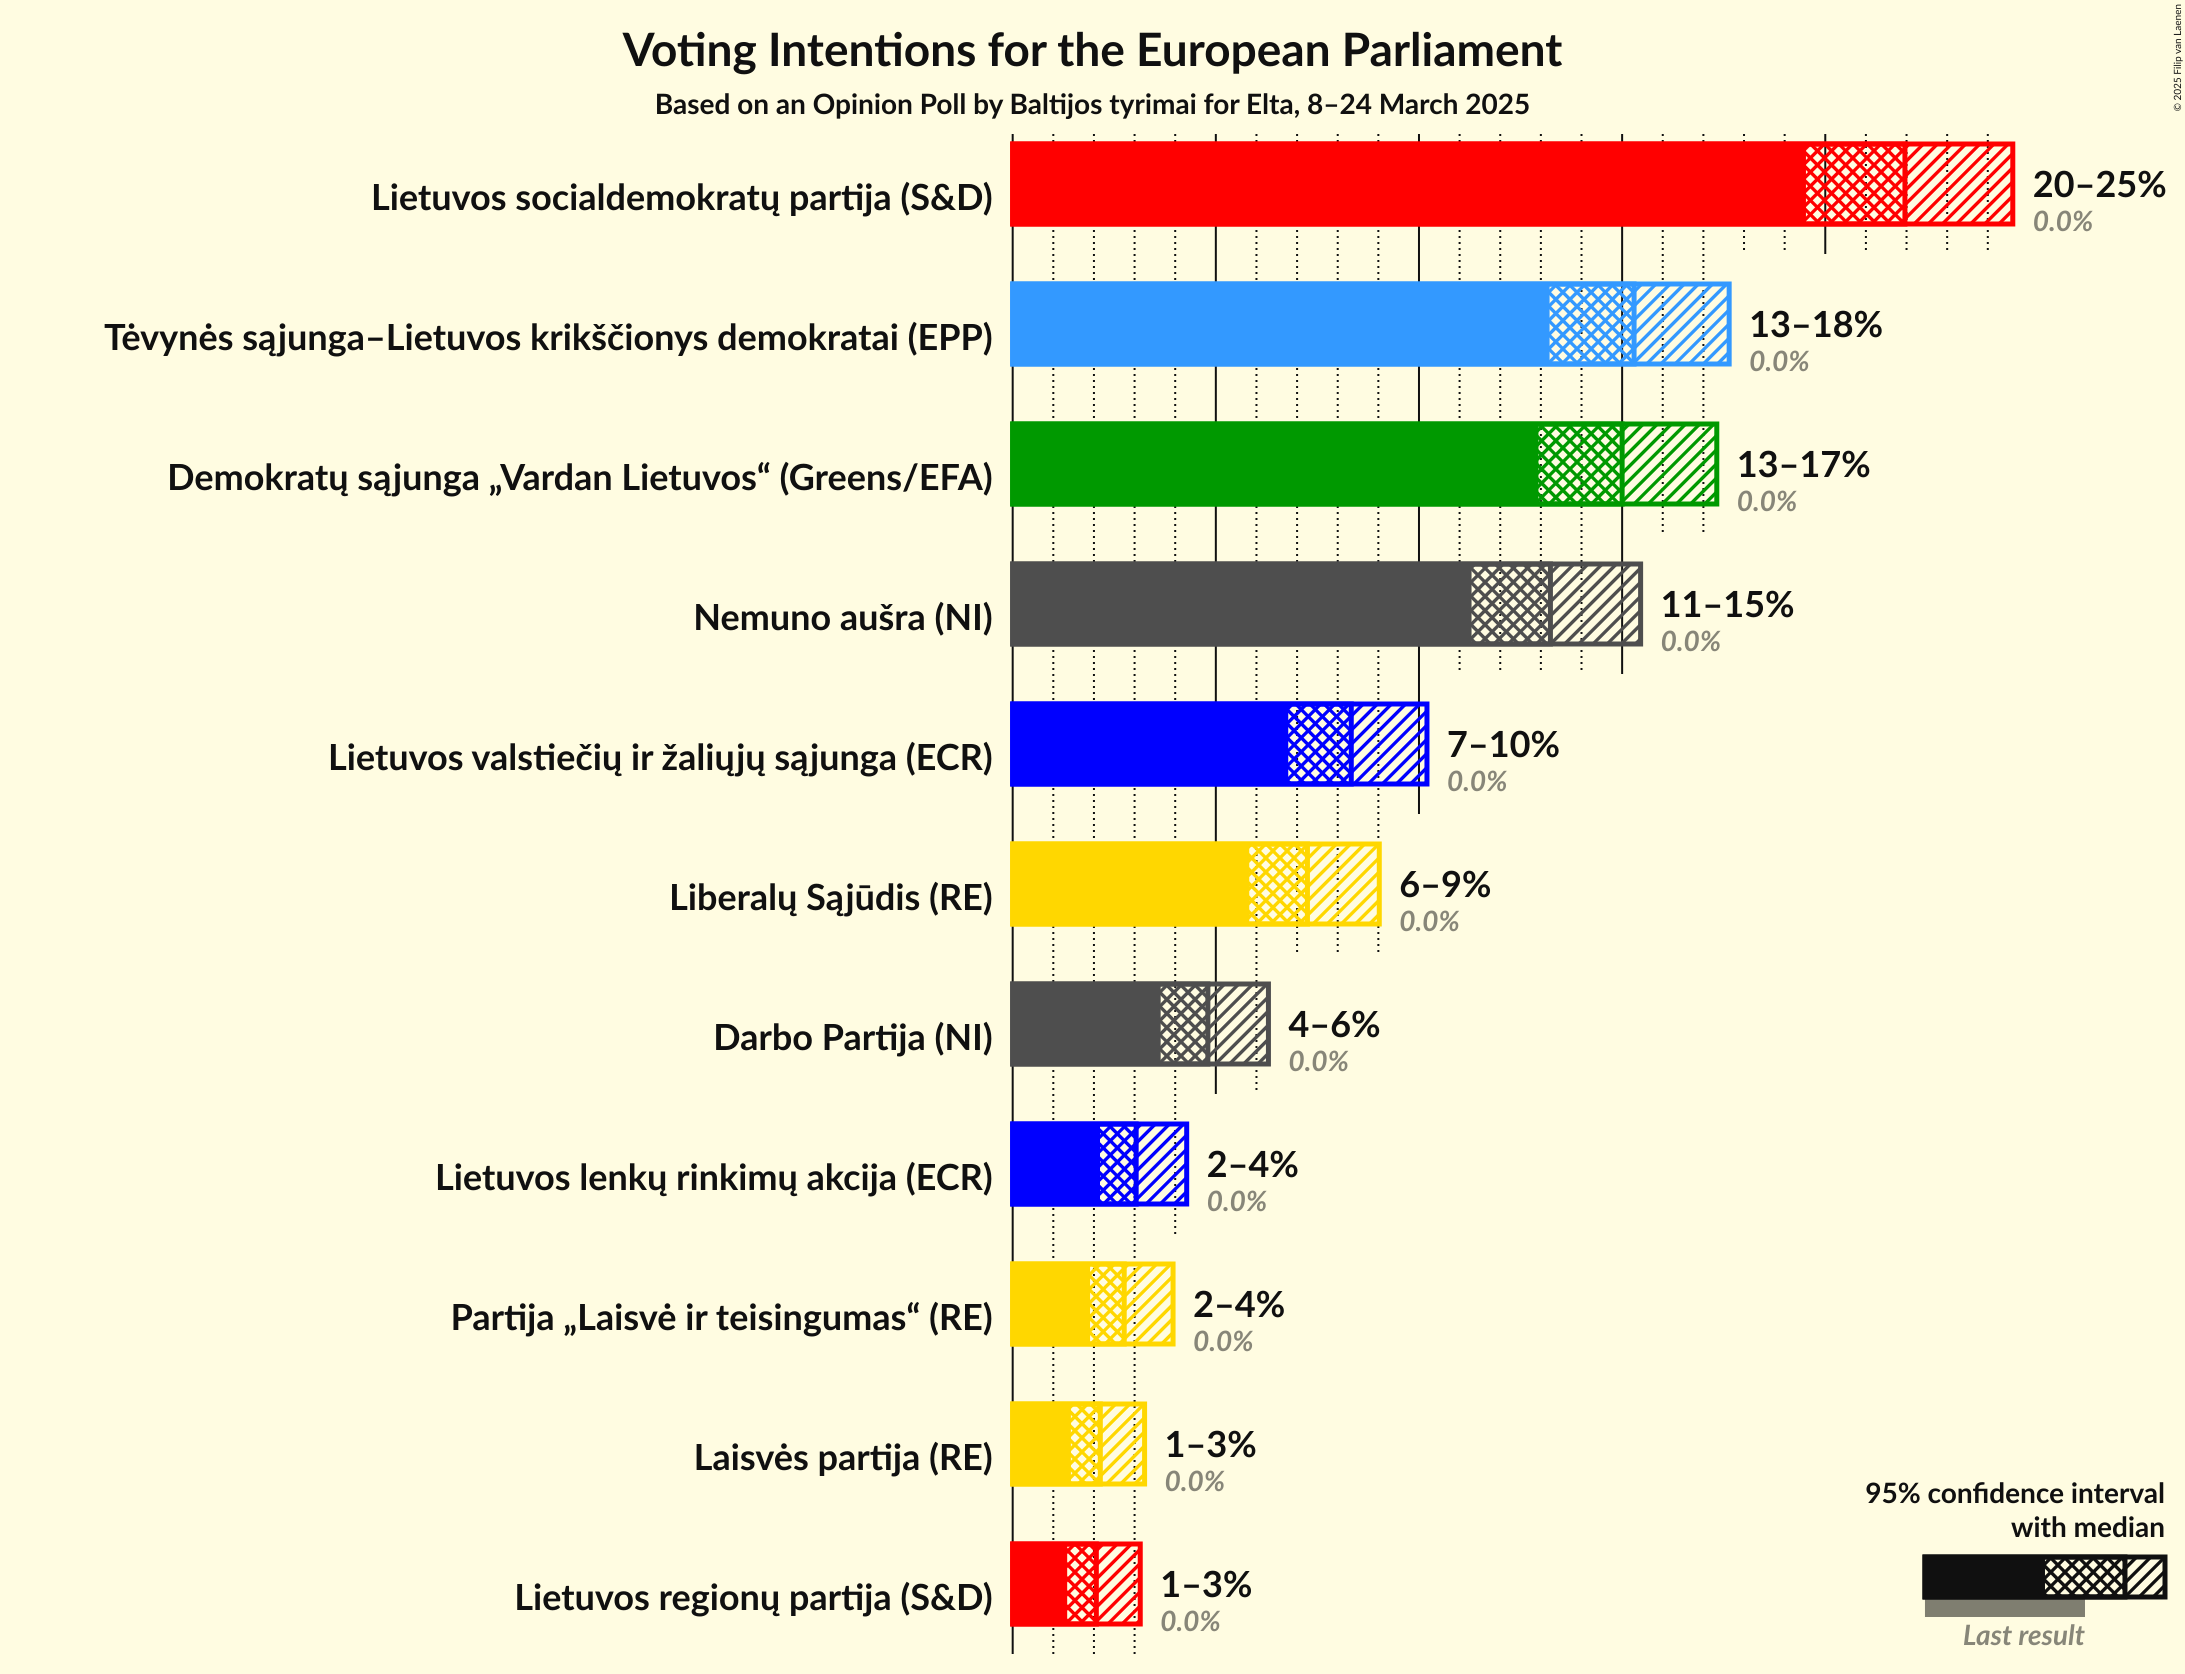 Voting Intentions for the European Parliament
Based on an Opinion Poll by Baltijos tyrimai for Elta, 8–24 March 2025
© 2025 Filip van Laenen
Lietuvos socialdemokratų partija (S&D)
20–25%
0.0%
Tėvynės sąjunga–Lietuvos krikščionys demokratai (EPP)
13–18%
0.0%
Demokratų sąjunga „Vardan Lietuvos“ (Greens/EFA)
13–17%
0.0%
Nemuno aušra (NI)
11–15%
0.0%
Lietuvos valstiečių ir žaliųjų sąjunga (ECR)
7–10%
0.0%
Liberalų Sąjūdis (RE)
6–9%
0.0%
Darbo Partija (NI)
4–6%
0.0%
Lietuvos lenkų rinkimų akcija (ECR)
2–4%
0.0%
Partija „Laisvė ir teisingumas“ (RE)
2–4%
0.0%
Laisvės partija (RE)
1–3%
0.0%
Lietuvos regionų partija (S&D)
1–3%
0.0%
95% confidence interval
with median
Last result